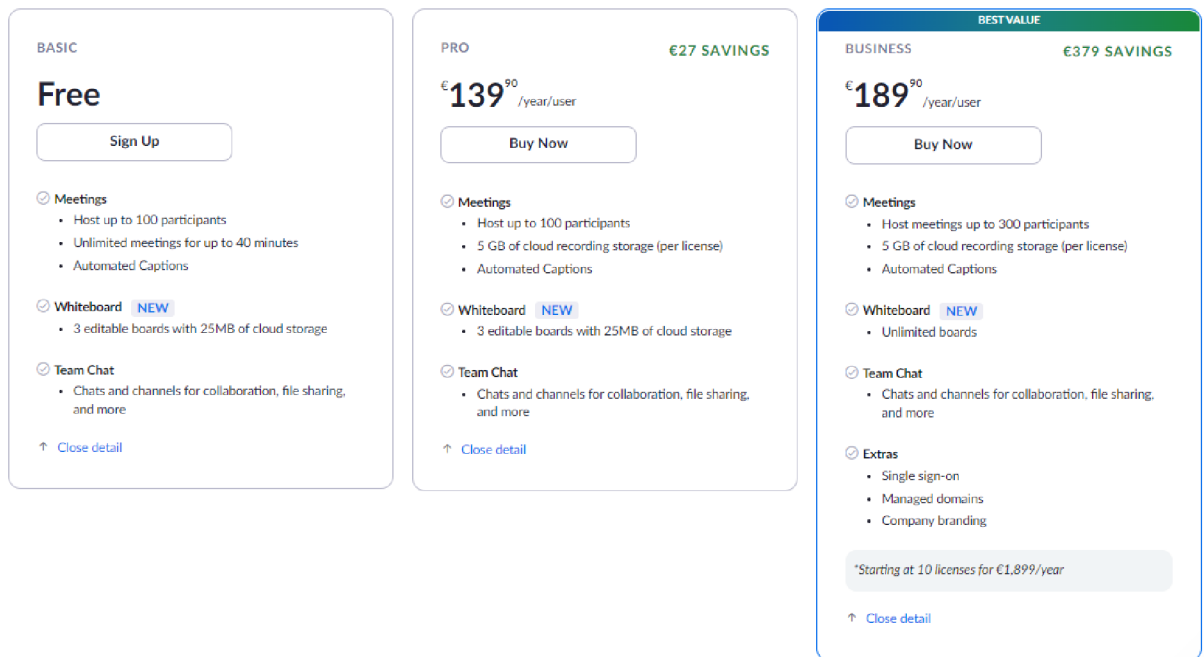 BASIC
Free
Sign Up
Meetings
• Host up to 100 participants
• Unlimited meetings for up to 40 minutes
• Automated Captions
Whiteboard NEW
• 3 editable boards with 25MB of cloud storage
Team Chat
• Chats and channels for collaboration, file sharing,
and more
↑ Close detail
PRO
€27 SAVINGS
€139⁹⁰/year/user
Buy Now
Meetings
• Host up to 100 participants
• 5 GB of cloud recording storage (per license)
• Automated Captions
Whiteboard NEW
• 3 editable boards with 25MB of cloud storage
Team Chat
• Chats and channels for collaboration, file sharing,
and more
↑ Close detail
BEST VALUE
BUSINESS
€379 SAVINGS
€189⁹⁰/year/user
Buy Now
Meetings
• Host meetings up to 300 participants
• 5 GB of cloud recording storage (per license)
• Automated Captions
Whiteboard NEW
• Unlimited boards
Team Chat
• Chats and channels for collaboration, file sharing,
and more
Extras
• Single sign-on
• Managed domains
• Company branding
*Starting at 10 licenses for €1,899/year
↑ Close detail